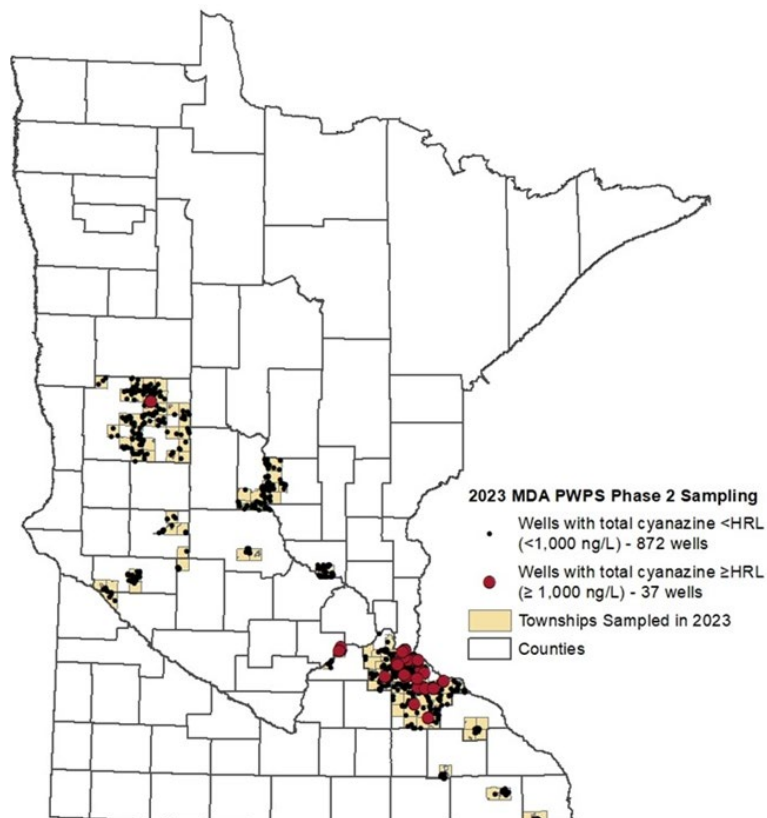 2023 MDA PWPS Phase 2 Sampling
Wells with total cyanazine <HRL
(<1,000 ng/L) - 872 wells
Wells with total cyanazine ≥HRL
(≥ 1,000 ng/L) - 37 wells
Townships Sampled in 2023
Counties